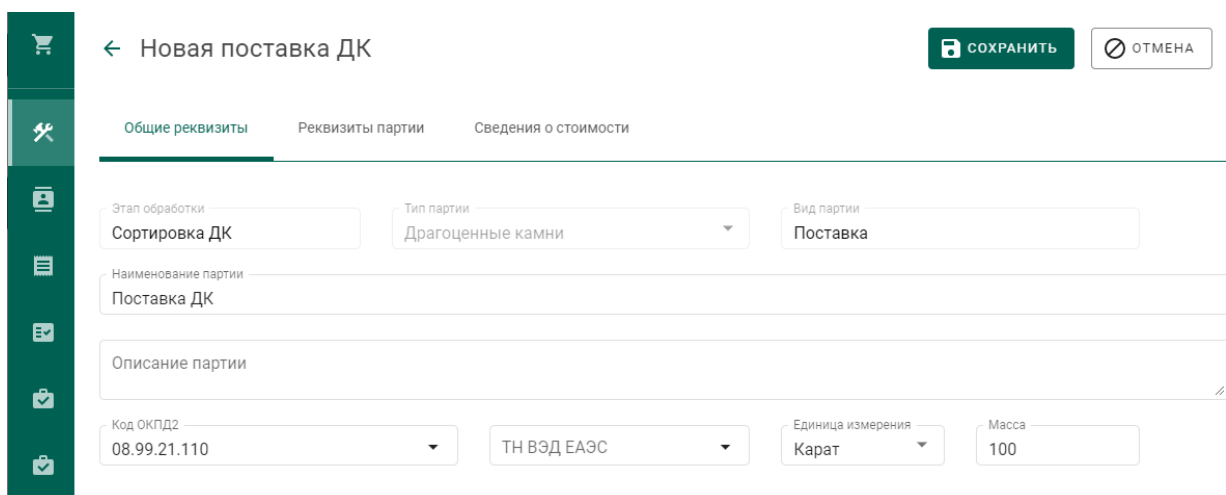 Новая поставка ДК
СОХРАНИТЬ
ОТМЕНА
Общие реквизиты
Реквизиты партии
Сведения о стоимости
Этап обработки
Сортировка ДК
Тип партии
Драгоценные камни
Вид партии
Поставка
Наименование партии
Поставка ДК
Описание партии
Код ОКПД2
08.99.21.110
ТН ВЭД ЕАЭС
Единица измерения
Карат
Масса
100